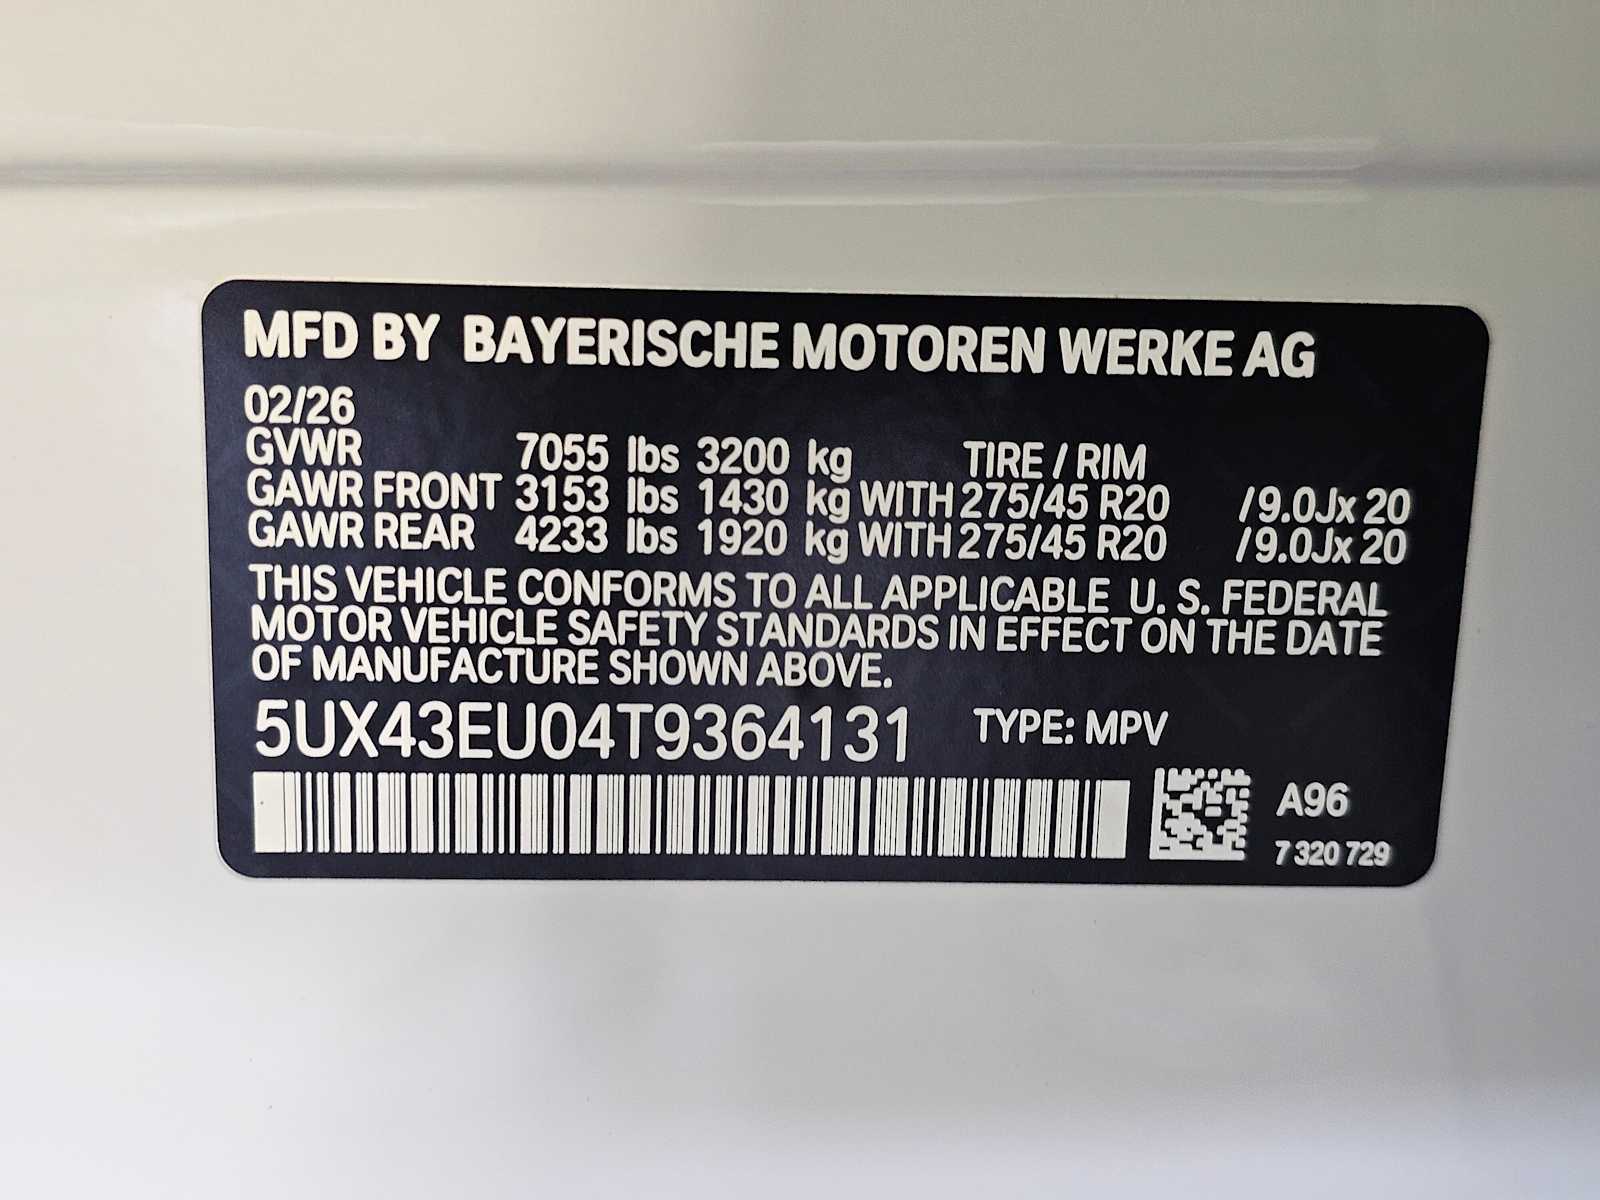 MFD BY BAYERISCHE MOTOREN WERKE AG
02/26
GVWR 7055 lbs 3200 kg TIRE / RIM
GAWR FRONT 3153 lbs 1430 kg WITH 275/45 R20 / 9.0Jx 20
GAWR REAR 4233 lbs 1920 kg WITH 275/45 R20 / 9.0Jx 20
THIS VEHICLE CONFORMS TO ALL APPLICABLE U. S. FEDERAL
MOTOR VEHICLE SAFETY STANDARDS IN EFFECT ON THE DATE
OF MANUFACTURE SHOWN ABOVE.
5UX43EU04T9364131 TYPE: MPV
A96
7 320 729